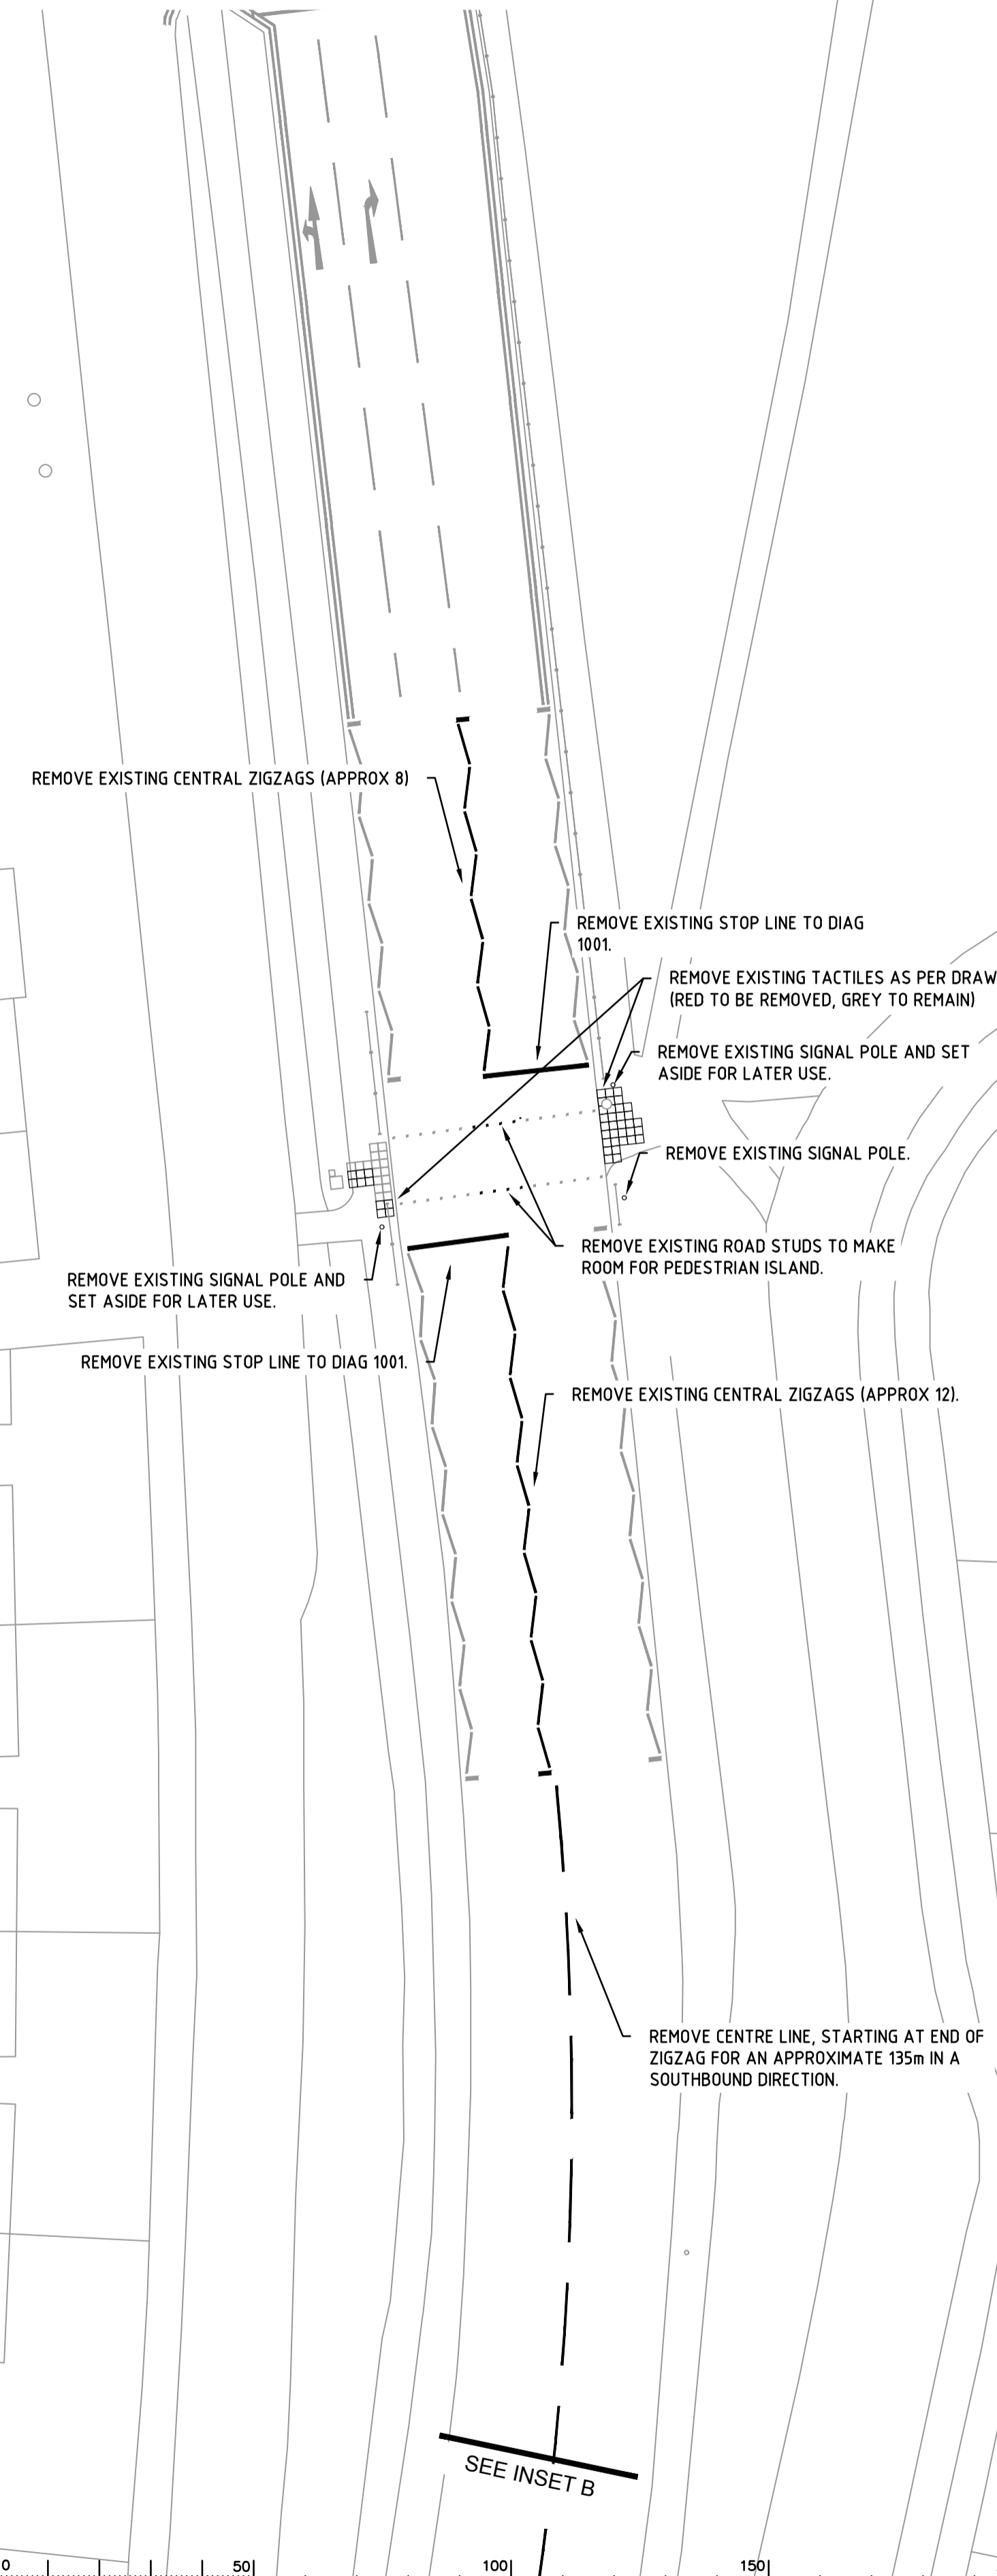 REMOVE EXISTING CENTRAL ZIGZAGS (APPROX 8)
REMOVE EXISTING STOP LINE TO DIAG
1001.
REMOVE EXISTING TACTILES AS PER DRAW
(RED TO BE REMOVED, GREY TO REMAIN)
REMOVE EXISTING SIGNAL POLE AND SET
ASIDE FOR LATER USE.
REMOVE EXISTING SIGNAL POLE.
REMOVE EXISTING ROAD STUDS TO MAKE
ROOM FOR PEDESTRIAN ISLAND.
REMOVE EXISTING SIGNAL POLE AND
SET ASIDE FOR LATER USE.
REMOVE EXISTING STOP LINE TO DIAG 1001.
REMOVE EXISTING CENTRAL ZIGZAGS (APPROX 12).
REMOVE CENTRE LINE, STARTING AT END OF
ZIGZAG FOR AN APPROXIMATE 135m IN A
SOUTHBOUND DIRECTION.
SEE INSET B
0 50 100 150